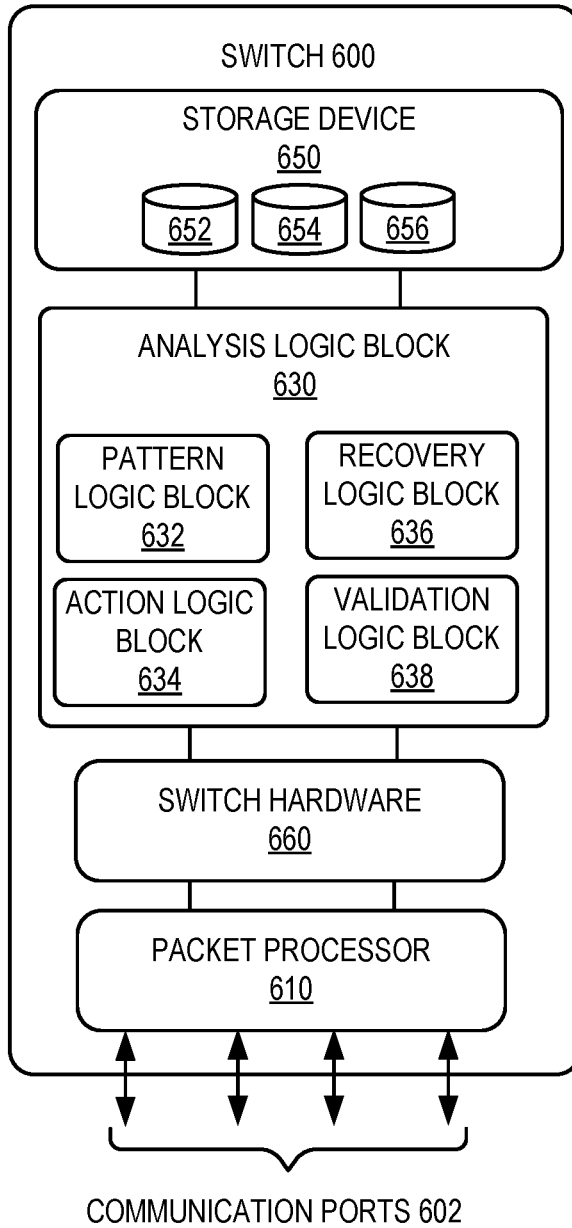 SWITCH 600
STORAGE DEVICE
650
652 654 656
ANALYSIS LOGIC BLOCK
630
PATTERN
LOGIC BLOCK
632
RECOVERY
LOGIC BLOCK
636
ACTION LOGIC
BLOCK
634
VALIDATION
LOGIC BLOCK
638
SWITCH HARDWARE
660
PACKET PROCESSOR
610
COMMUNICATION PORTS 602